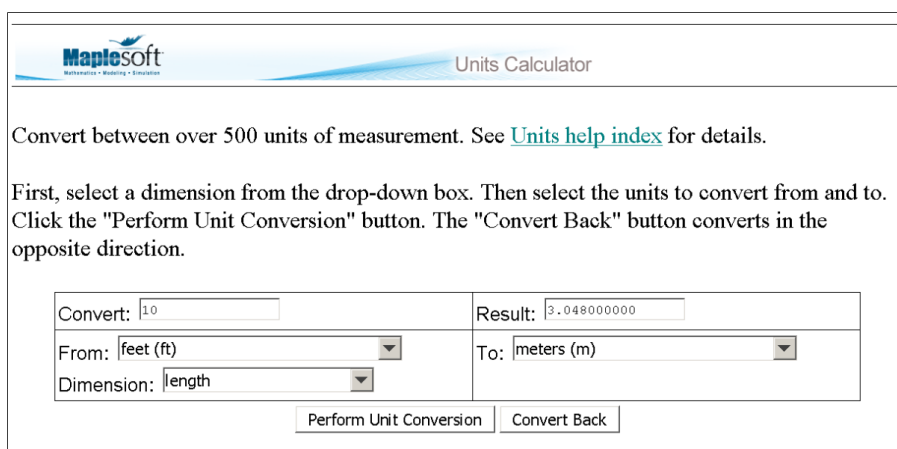 Maplesoft
Mathematics • Modeling • Simulation
Units Calculator
Convert between over 500 units of measurement. See Units help index for details.
First, select a dimension from the drop-down box. Then select the units to convert from and to.
Click the "Perform Unit Conversion" button. The "Convert Back" button converts in the
opposite direction.
Convert: 10
Result: 3.048000000
From: feet (ft)
To: meters (m)
Dimension: length
Perform Unit Conversion
Convert Back